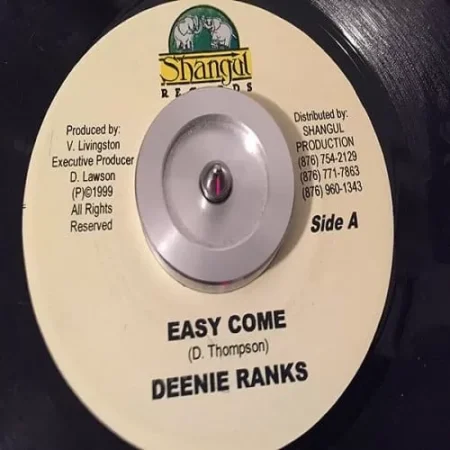 Shangul
RECORDS
Produced by:
V. Livingston
Executive Producer
D. Lawson
(P)©1999
All Rights
Reserved
Distributed by:
SHANGUL
PRODUCTION
(876) 754-2129
(876) 771-7863
(876) 960-1343
Side A
EASY COME
(D. Thompson)
DEENIE RANKS